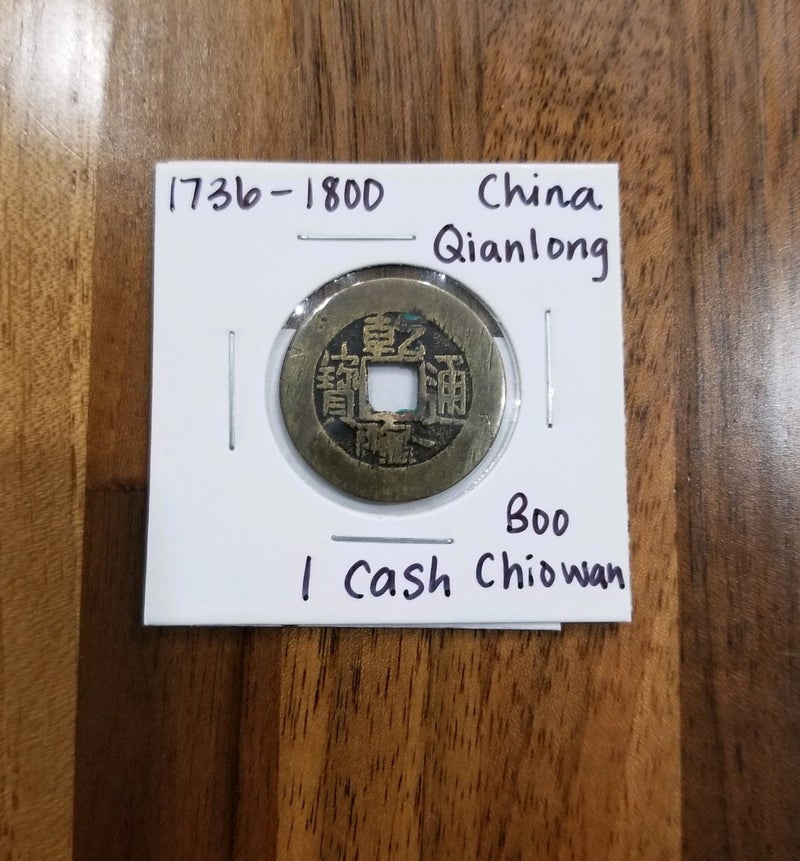 1736-1800 China
Qianlong
乾
寶 通
隆
Boo
1 Cash Chiowan